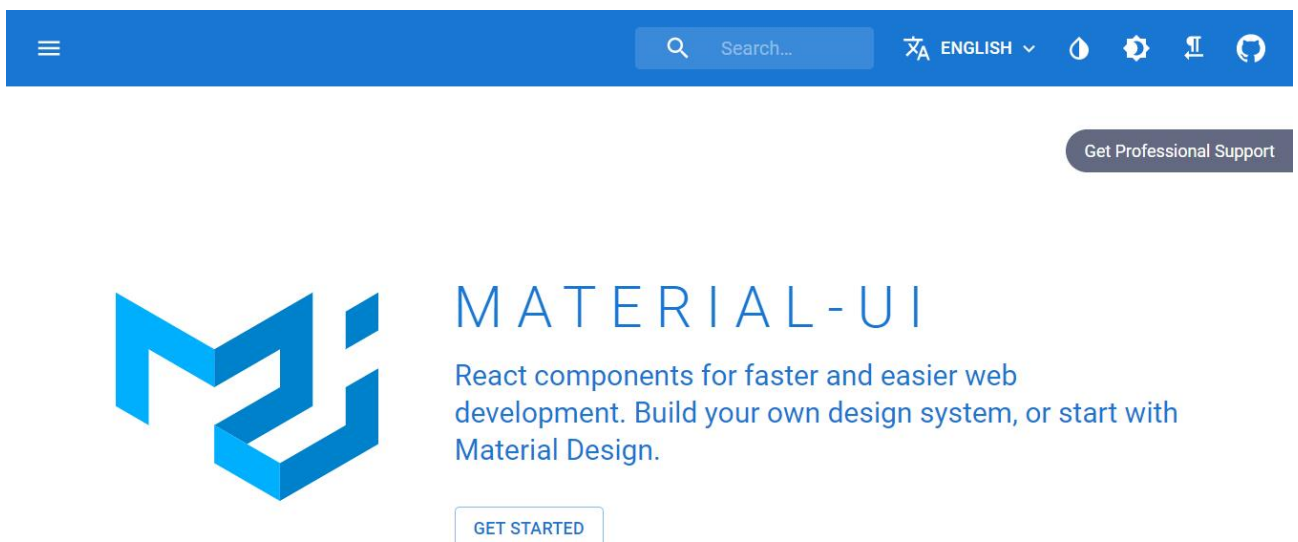 Search…
ENGLISH
Get Professional Support
MATERIAL-UI
React components for faster and easier web
development. Build your own design system, or start with
Material Design.
GET STARTED